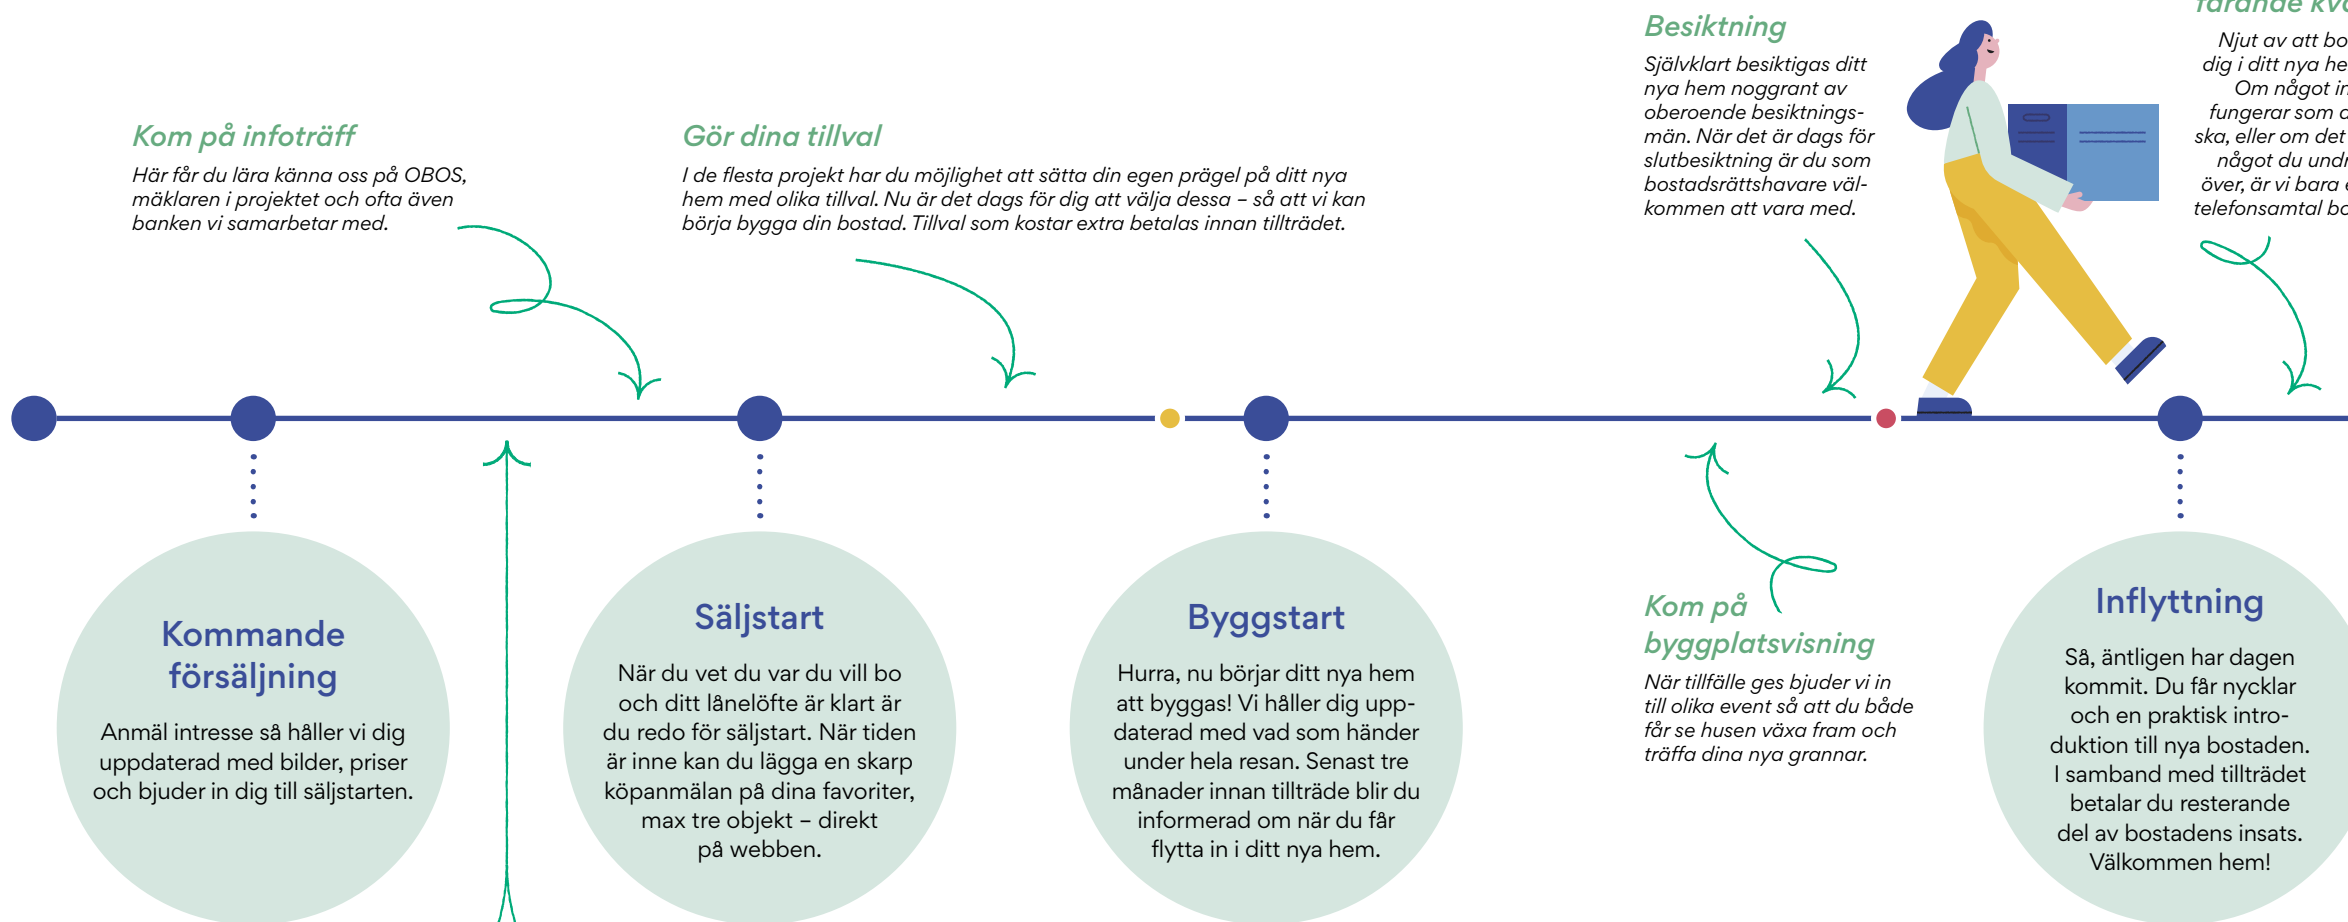 Kom på infoträff
Här får du lära känna oss på OBOS,
mäklaren i projektet och ofta även
banken vi samarbetar med.
Gör dina tillval
I de flesta projekt har du möjlighet att sätta din egen prägel på ditt nya
hem med olika tillval. Nu är det dags för dig att välja dessa – så att vi kan
börja bygga din bostad. Tillval som kostar extra betalas innan tillträdet.
Besiktning
Självklart besiktigas ditt
nya hem noggrant av
oberoende besiktnings-
män. När det är dags för
slutbesiktning är du som
bostadsrättshavare väl-
kommen att vara med.
Njut av att bo
dig i ditt nya
Om något
fungerar som
ska, eller om det
något du
över, är vi bara
telefonsamtal
Kommande
försäljning
Anmäl intresse så håller vi dig
uppdaterad med bilder, priser
och bjuder in dig till säljstarten.
Säljstart
När du vet du var du vill bo
och ditt lånelöfte är klart är
du redo för säljstart. När tiden
är inne kan du lägga en skarp
köpanmälan på dina favoriter,
max tre objekt – direkt
på webben.
Byggstart
Hurra, nu börjar ditt nya hem
att byggas! Vi håller dig upp-
daterad med vad som händer
under hela resan. Senast tre
månader innan tillträde blir du
informerad om när du får
flytta in i ditt nya hem.
Kom på
byggplatsvisning
När tillfälle ges bjuder vi in
till olika event så att du både
får se husen växa fram och
träffa dina nya grannar.
Inflyttning
Så, äntligen har dagen
kommit. Du får nycklar
och en praktisk intro-
duktion till nya bostaden.
I samband med tillträdet
betalar du resterande
del av bostadens insats.
Välkommen hem!